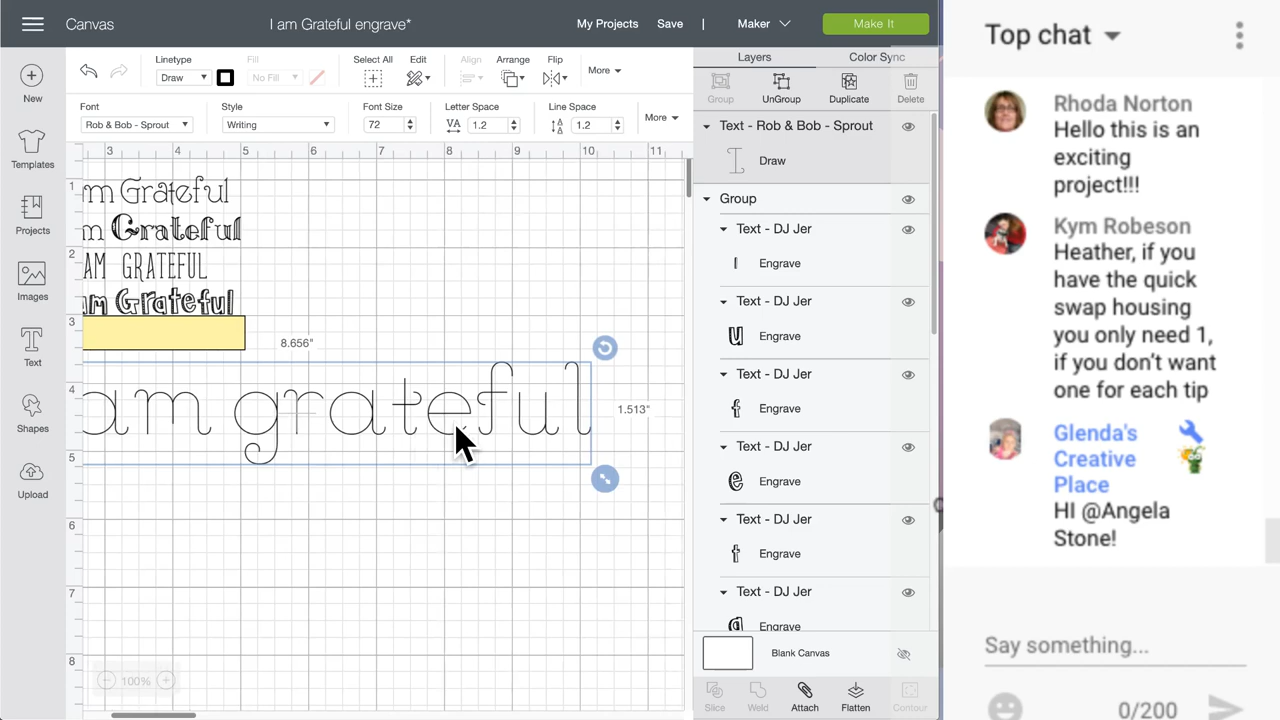 Canvas
I am Grateful engrave*
My Projects
Save
|
Maker
Make It
Linetype
Draw
Fill
No Fill
Select All
Edit
Align
Arrange
Flip
More
Font
Rob & Bob - Sprout
Style
Writing
Font Size
72
Letter Space
VA
1.2
Line Space
1.2
More
New
Templates
Projects
Images
Text
Shapes
Upload
3 4 5 6 7 8 9 10 11
1
2
3
4
5
6
7
8
m Grateful
m Grateful
AM GRATEFUL
am Grateful
8.656"
am grateful
1.513"
100%
Layers
Color Sync
Group
UnGroup
Duplicate
Delete
Text - Rob & Bob - Sprout
Draw
Group
Text - DJ Jer
l
Engrave
Text - DJ Jer
u
Engrave
Text - DJ Jer
f
Engrave
Text - DJ Jer
e
Engrave
Text - DJ Jer
t
Engrave
Text - DJ Jer
a
Engrave
Blank Canvas
Slice
Weld
Attach
Flatten
Contour
Top chat
Rhoda Norton
Hello this is an
exciting
project!!!
Kym Robeson
Heather, if you
have the quick
swap housing
you only need 1,
if you don't want
one for each tip
Glenda's
Creative
Place
HI @Angela
Stone!
Say something...
0/200